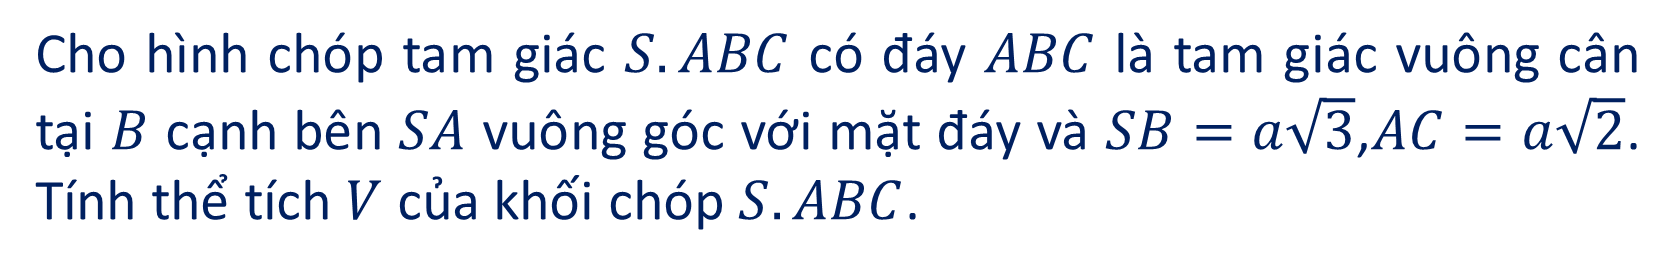 Cho hình chóp tam giác S.ABC có đáy ABC là tam giác vuông cân
tại B cạnh bên SA vuông góc với mặt đáy và SB = a√3,AC = a√2.
Tính thể tích V của khối chóp S.ABC.